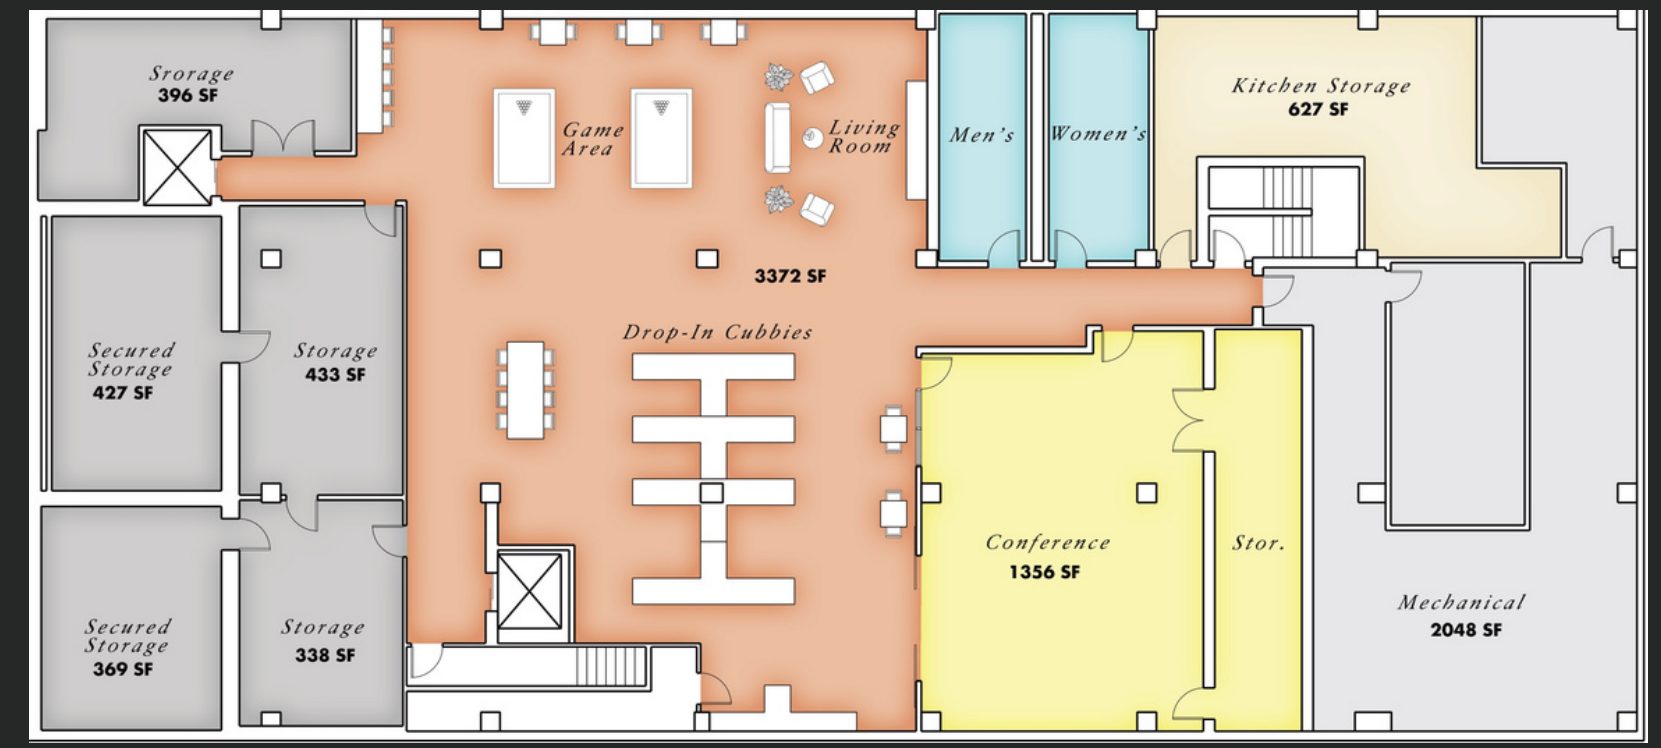 Srorage
396 SF
Game
Area
Living
Room
Men's
Women's
Kitchen Storage
627 SF
3372 SF
Drop-In Cubbies
Secured
Storage
427 SF
Storage
433 SF
Conference
1356 SF
Stor.
Mechanical
2048 SF
Secured
Storage
369 SF
Storage
338 SF